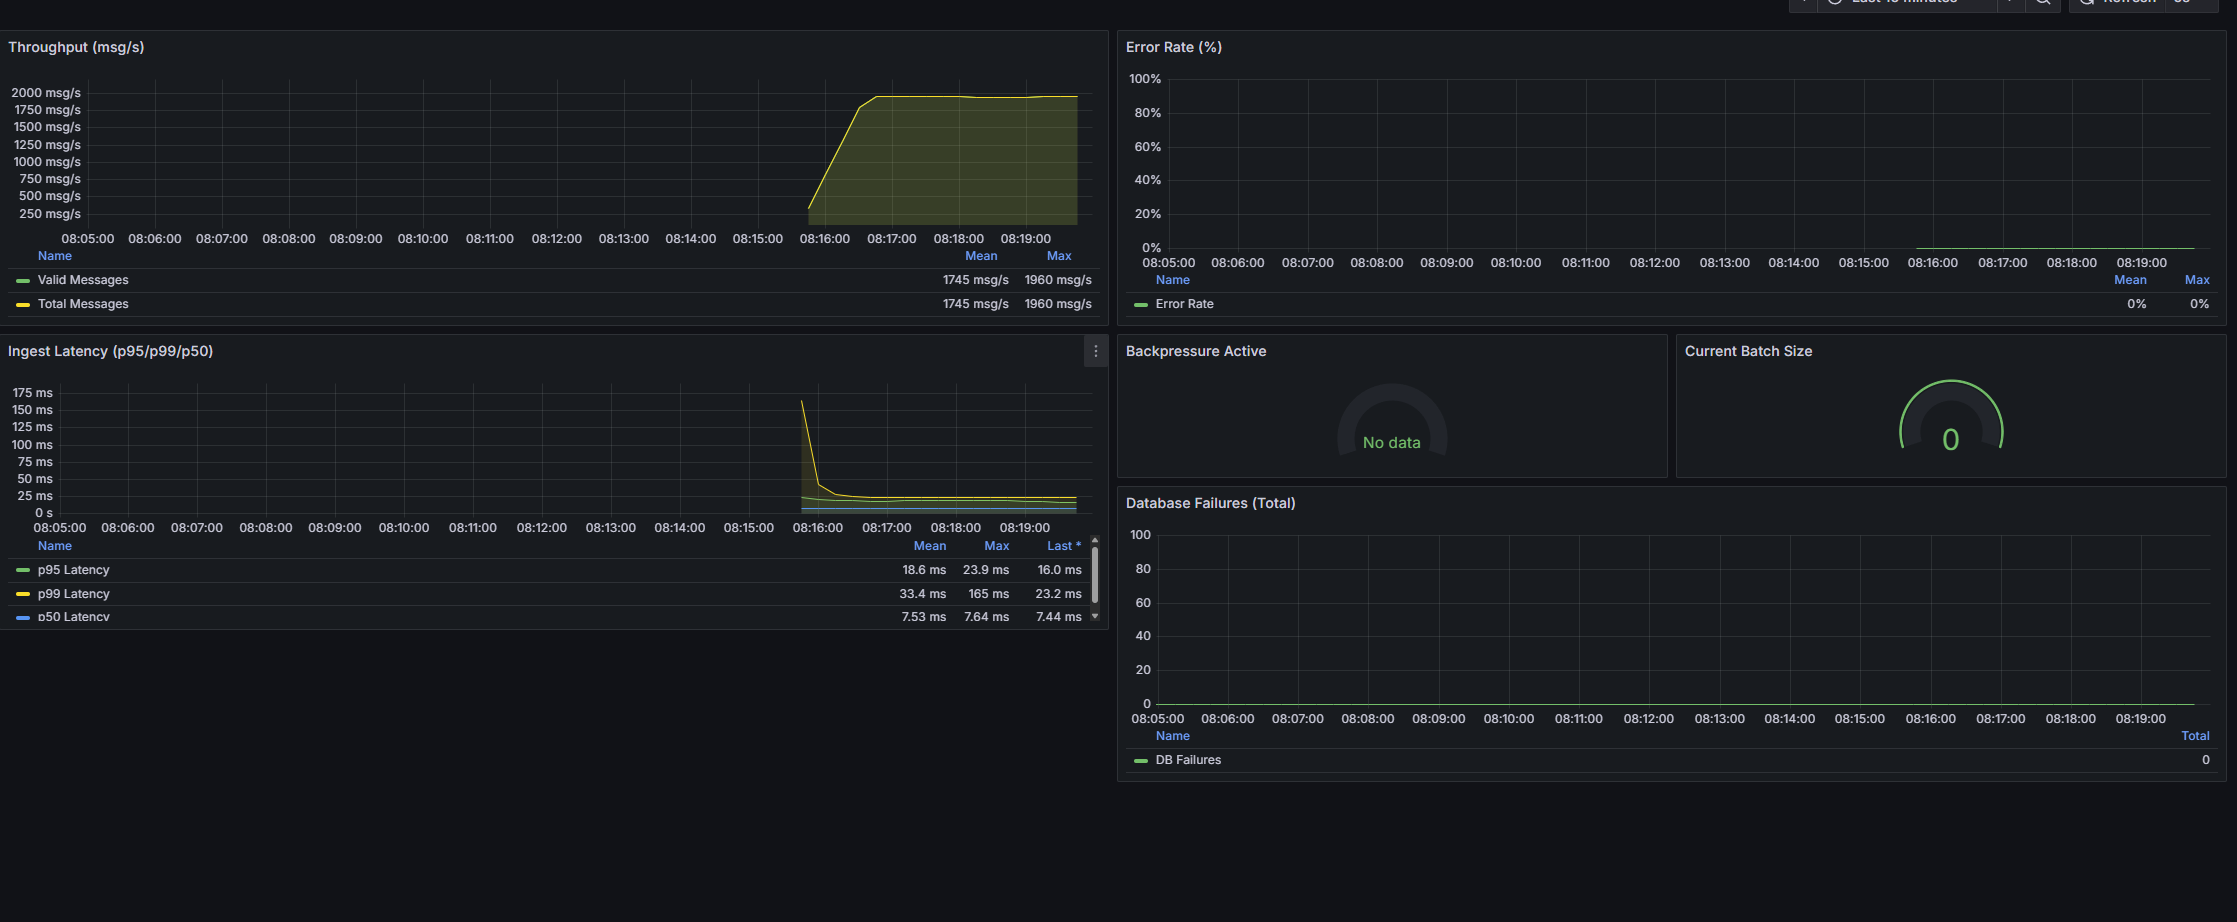 Throughput (msg/s)
2000 msg/s
1750 msg/s
1500 msg/s
1250 msg/s
1000 msg/s
750 msg/s
500 msg/s
250 msg/s
08:05:00 08:06:00 08:07:00 08:08:00 08:09:00 08:10:00 08:11:00 08:12:00 08:13:00 08:14:00 08:15:00 08:16:00 08:17:00 08:18:00 08:19:00
Name Mean Max
Valid Messages 1745 msg/s 1960 msg/s
Total Messages 1745 msg/s 1960 msg/s
Error Rate (%)
100%
80%
60%
40%
20%
0%
08:05:00 08:06:00 08:07:00 08:08:00 08:09:00 08:10:00 08:11:00 08:12:00 08:13:00 08:14:00 08:15:00 08:16:00 08:17:00 08:18:00 08:19:00
Name Mean Max
Error Rate 0% 0%
Ingest Latency (p95/p99/p50)
175 ms
150 ms
125 ms
100 ms
75 ms
50 ms
25 ms
0 s
08:05:00 08:06:00 08:07:00 08:08:00 08:09:00 08:10:00 08:11:00 08:12:00 08:13:00 08:14:00 08:15:00 08:16:00 08:17:00 08:18:00 08:19:00
Name Mean Max Last *
p95 Latency 18.6 ms 23.9 ms 16.0 ms
p99 Latency 33.4 ms 165 ms 23.2 ms
p50 Latency 7.53 ms 7.64 ms 7.44 ms
Backpressure Active
No data
Current Batch Size
0
Database Failures (Total)
100
80
60
40
20
0
08:05:00 08:06:00 08:07:00 08:08:00 08:09:00 08:10:00 08:11:00 08:12:00 08:13:00 08:14:00 08:15:00 08:16:00 08:17:00 08:18:00 08:19:00
Name Total
DB Failures 0